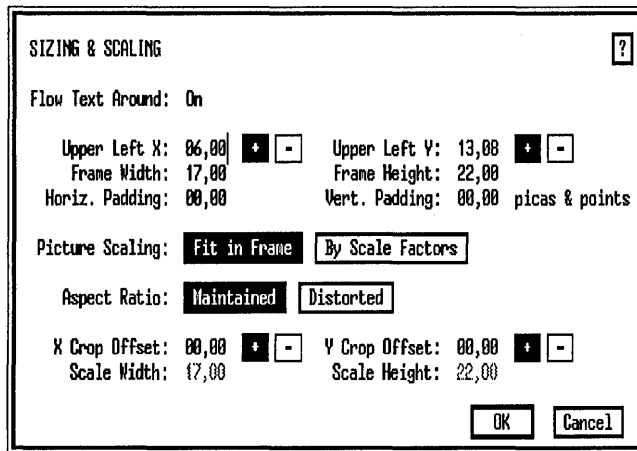 SIZING & SCALING ?
Flow Text Around: On
Upper Left X: 06,00 + - Upper Left Y: 13,08 + -
Frame Width: 17,00 Frame Height: 22,00
Horiz. Padding: 00,00 Vert. Padding: 00,00 picas & points
Picture Scaling: Fit in Frame By Scale Factors
Aspect Ratio: Maintained Distorted
X Crop Offset: 00,00 + - Y Crop Offset: 00,00 + -
Scale Width: 17,00 Scale Height: 22,00
OK Cancel